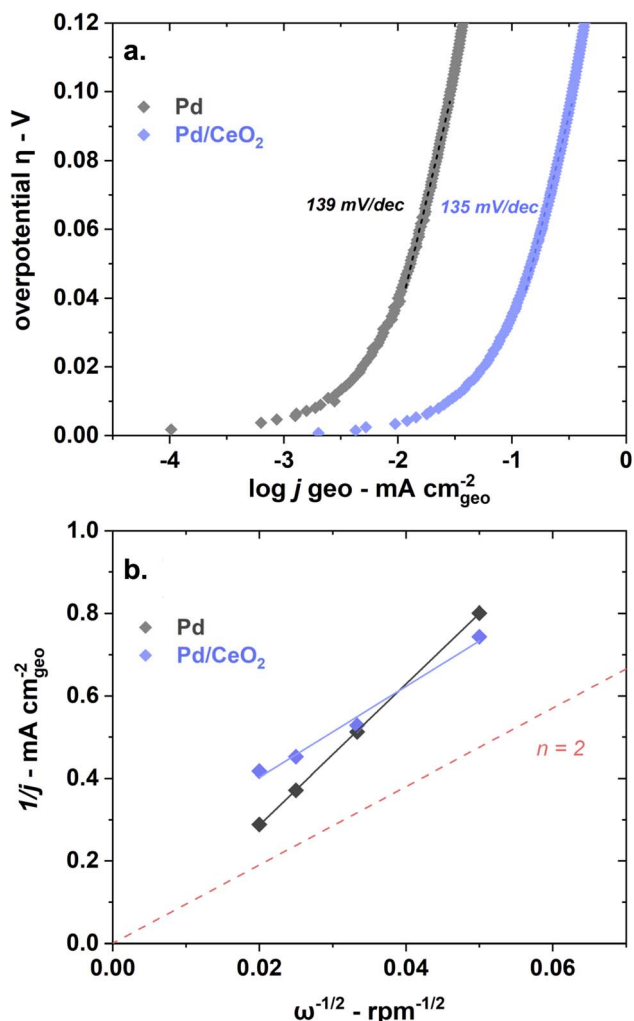 a.
0.12
0.10
0.08
0.06
0.04
0.02
0.00
overpotential η - V
Pd
Pd/CeO₂
139 mV/dec
135 mV/dec
-4 -3 -2 -1 0
log j geo - mA cm⁻²geo
b.
1.0
0.8
0.6
0.4
0.2
0.0
1/j - mA cm⁻²geo
Pd
Pd/CeO₂
n = 2
0.00 0.02 0.04 0.06
ω⁻¹/² - rpm⁻¹/²